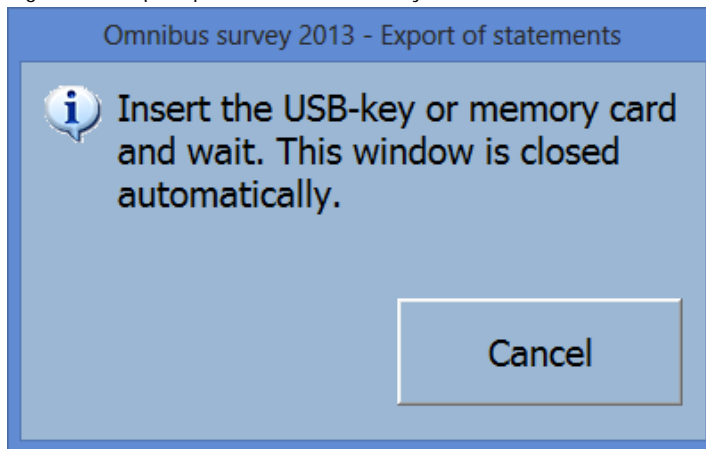 Omnibus survey 2013 - Export of statements
Insert the USB-key or memory card
and wait. This window is closed
automatically.
Cancel